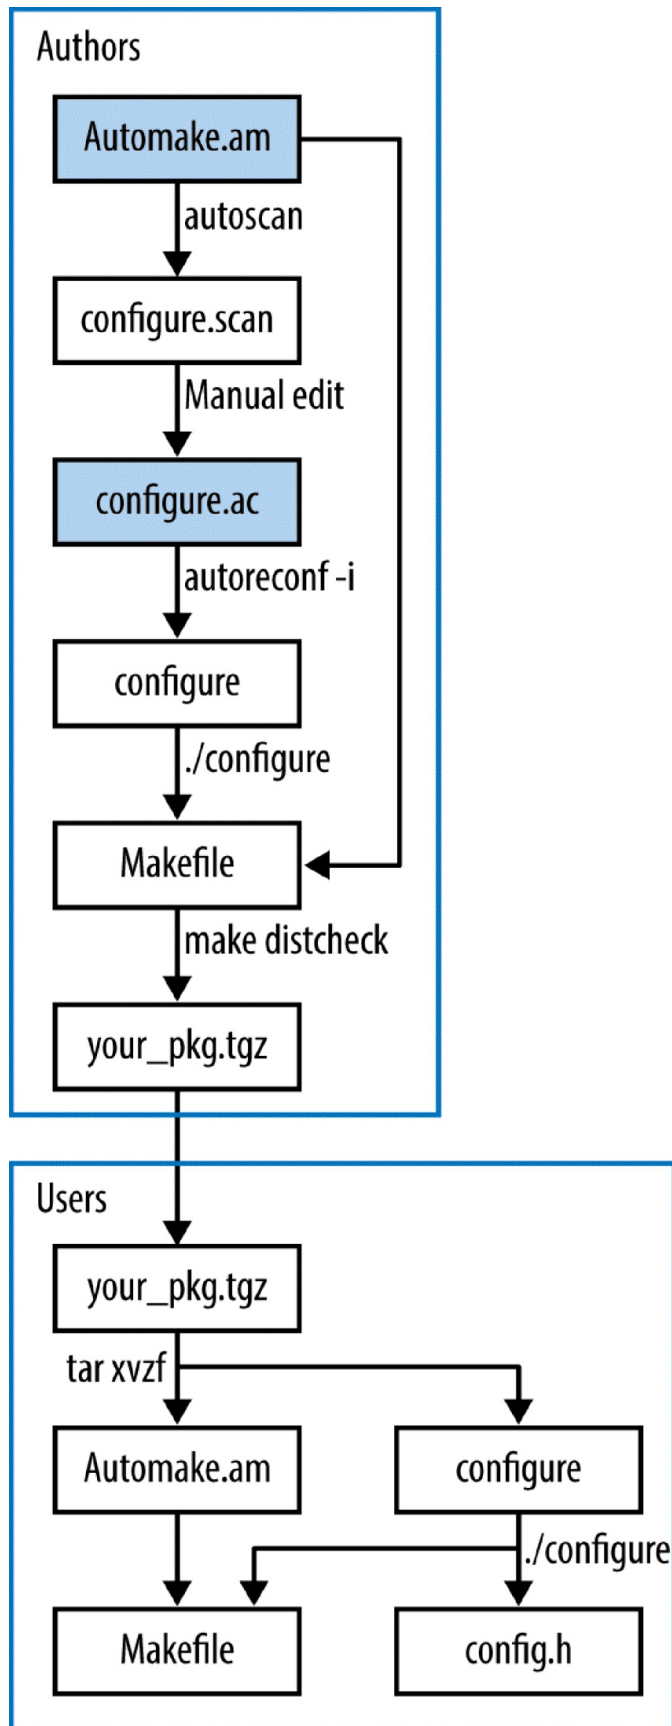 Authors
Automake.am
autoscan
configure.scan
Manual edit
configure.ac
autoreconf -i
configure
./configure
Makefile
make distcheck
your_pkg.tgz
Users
your_pkg.tgz
tar xvzf
Automake.am
configure
./configure
Makefile
config.h